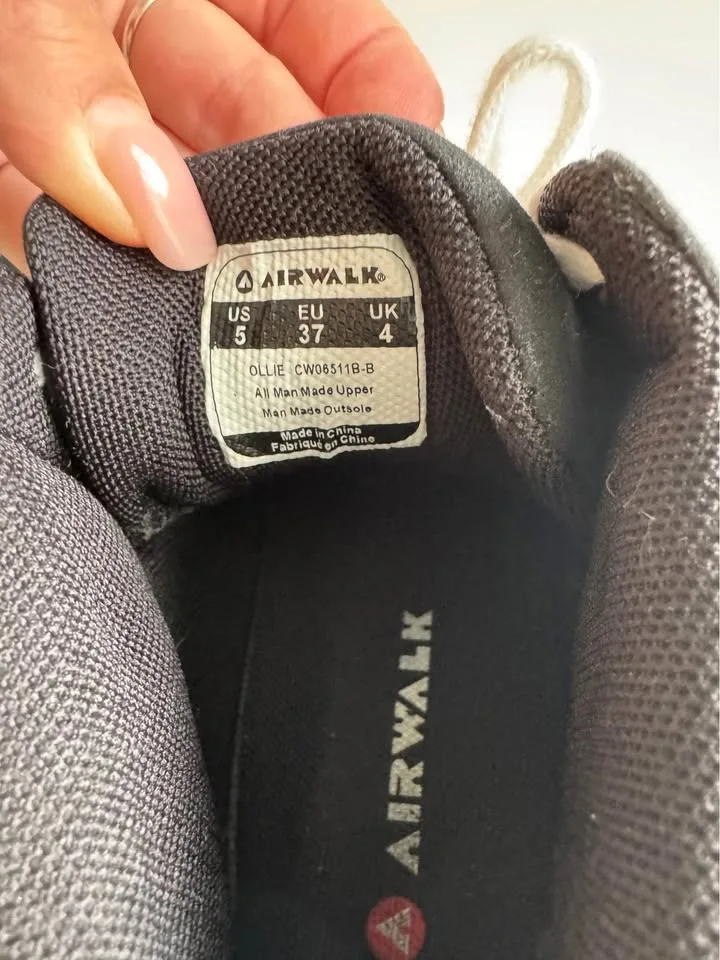 AIRWALK®
US EU UK
5 37 4
OLLIE CW06511B-B
All Man Made Upper
Man Made Outsole
Made in China
Fabriqué en Chine
AIRWALK